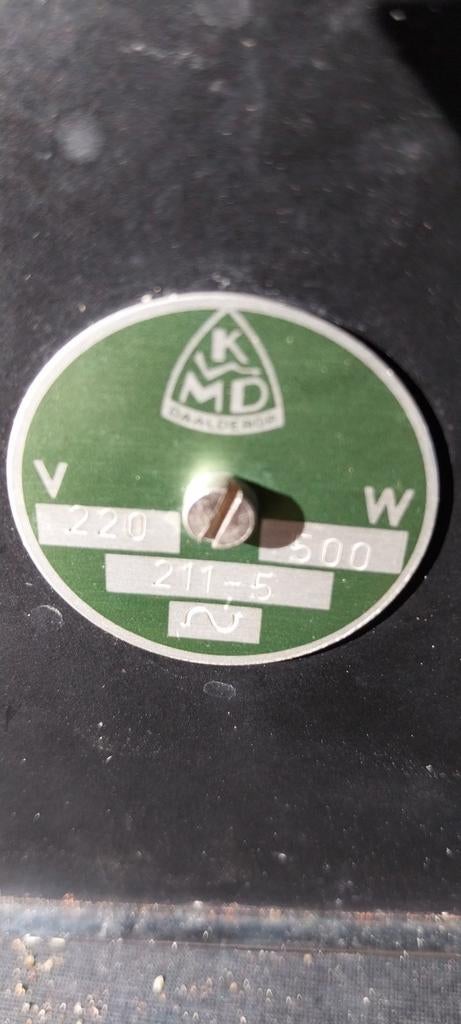 K
MD
DAALDEROP
V W
220 500
211-5
~